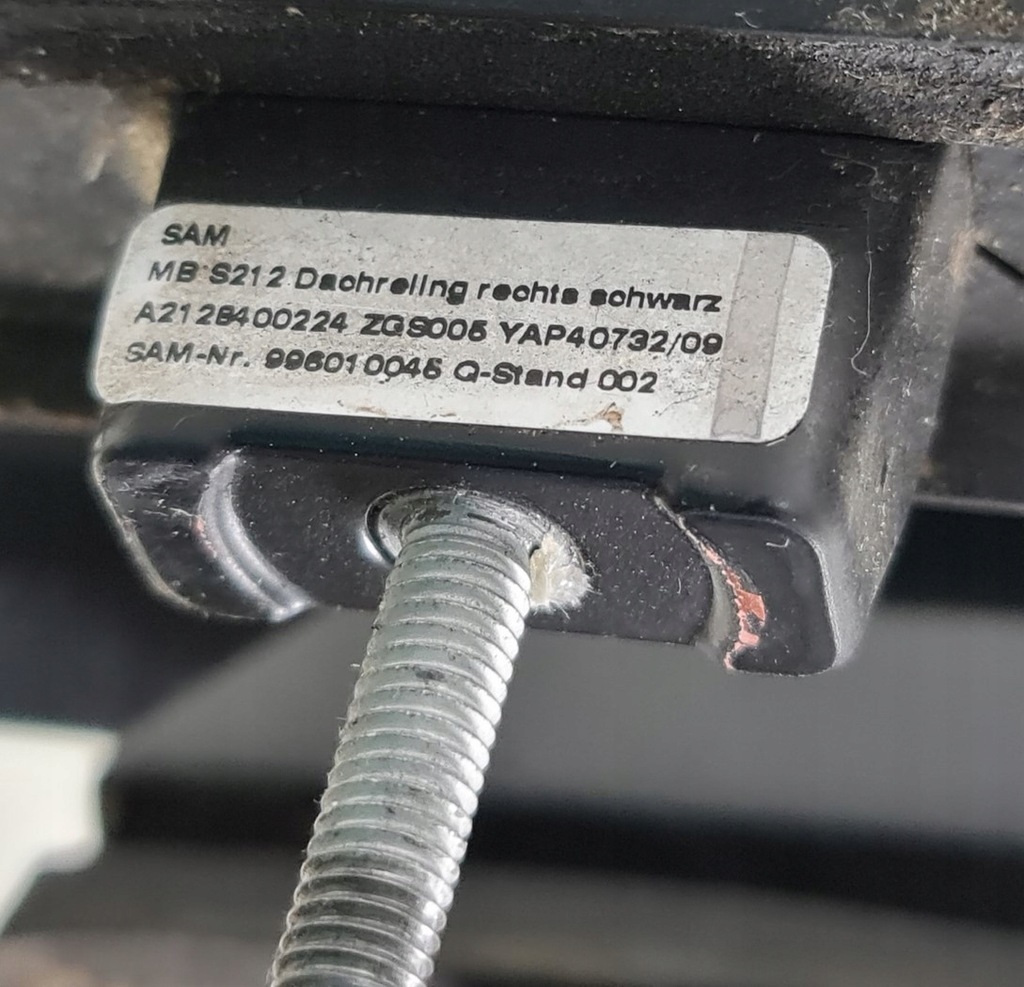 SAM
MB S212 Dachreling rechts schwarz
A2128400224 ZGS005 YAP40732/09
SAM-Nr. 996010045 Q-Stand 002